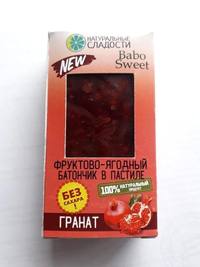 НАТУРАЛЬНЫЕ
СЛАДОСТИ
NEW
Babo
Sweet
ФРУКТОВО-ЯГОДНЫЙ
БАТОНЧИК В ПАСТИЛЕ
БЕЗ
САХАРА!
100% НАТУРАЛЬНЫЙ
ПРОДУКТ
ГРАНАТ